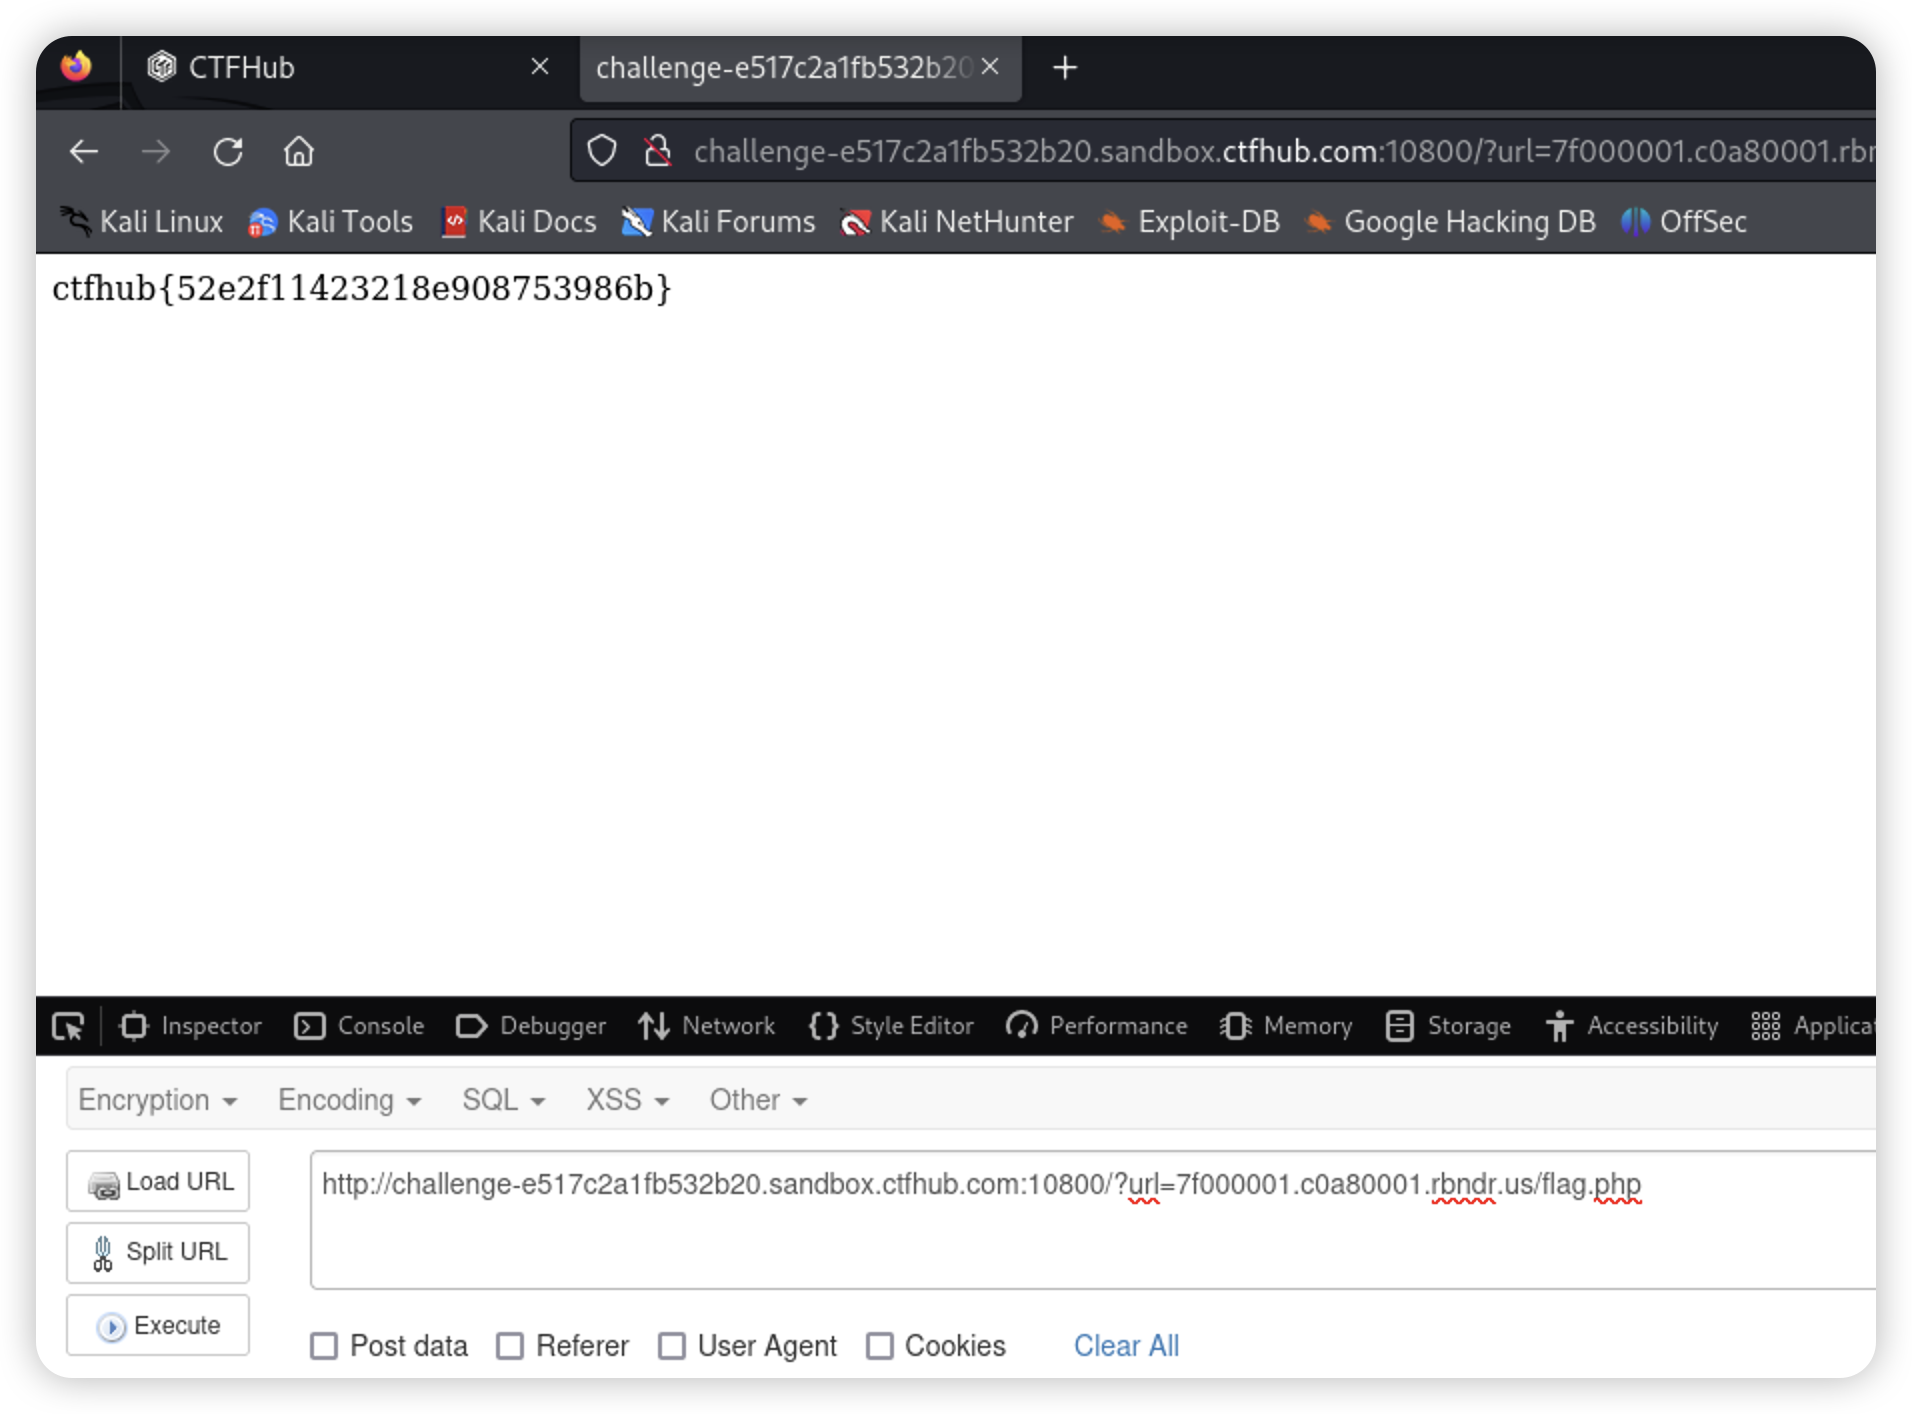 CTFHub
challenge-e517c2a1fb532b20
challenge-e517c2a1fb532b20.sandbox.ctfhub.com:10800/?url=7f000001.c0a80001.rbn
Kali Linux Kali Tools Kali Docs Kali Forums Kali NetHunter Exploit-DB Google Hacking DB OffSec
ctfhub{52e2f11423218e908753986b}
Inspector Console Debugger Network Style Editor Performance Memory Storage Accessibility Applica
Encryption Encoding SQL XSS Other
Load URL
http://challenge-e517c2a1fb532b20.sandbox.ctfhub.com:10800/?url=7f000001.c0a80001.rbndr.us/flag.php
Split URL
Execute
Post data Referer User Agent Cookies Clear All